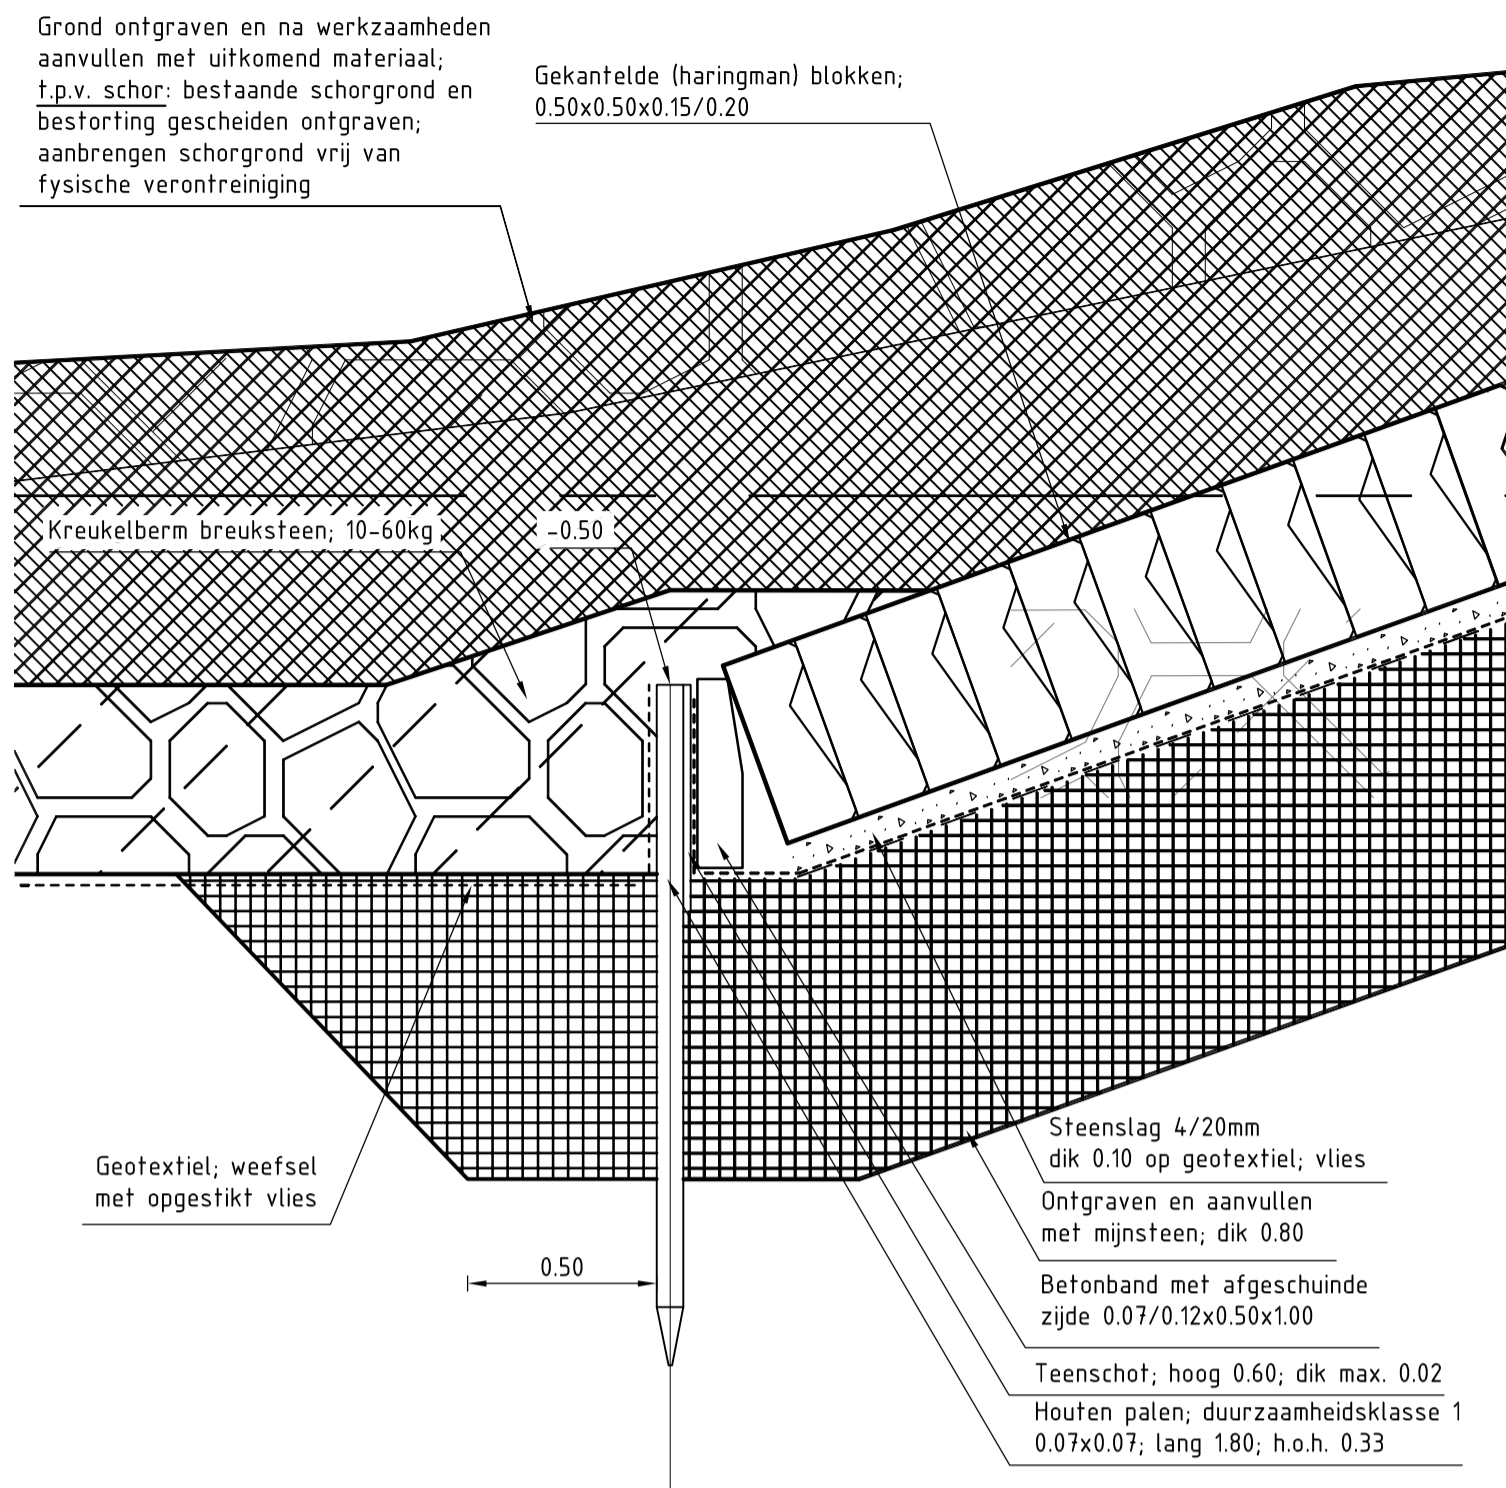 Grond ontgraven en na werkzaamheden
aanvullen met uitkomend materiaal;
t.p.v. schor: bestaande schorgrond en
bestorting gescheiden ontgraven;
aanbrengen schorgrond vrij van
fysische verontreiniging
Gekantelde (haringman) blokken;
0.50x0.50x0.15/0.20
Kreukelberm breuksteen; 10-60kg
-0.50
Geotextiel; weefsel
met opgestikt vlies
0.50
Steenslag 4/20mm
dik 0.10 op geotextiel; vlies
Ontgraven en aanvullen
met mijnsteen; dik 0.80
Betonband met afgeschuinde
zijde 0.07/0.12x0.50x1.00
Teenschot; hoog 0.60; dik max. 0.02
Houten palen; duurzaamheidsklasse 1
0.07x0.07; lang 1.80; h.o.h. 0.33